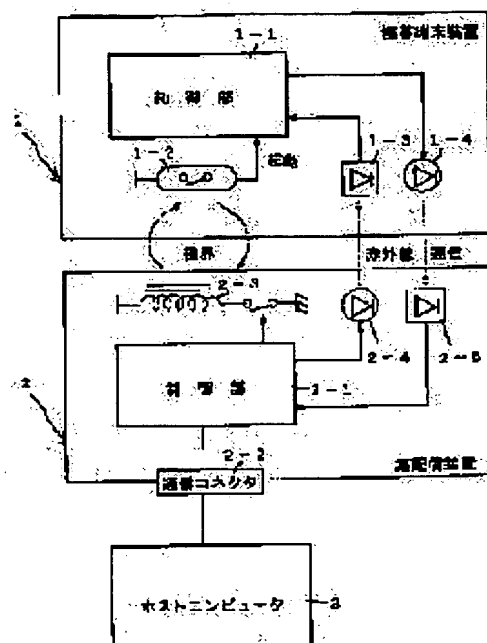 1-1
携帯端末装置
制御部
1
1-2
起動
1-3
1-4
磁界
赤外線
通信
2-3
2-4
2-5
制御部
2-1
2
2-2
通信コネクタ
ホストコンピュータ
3